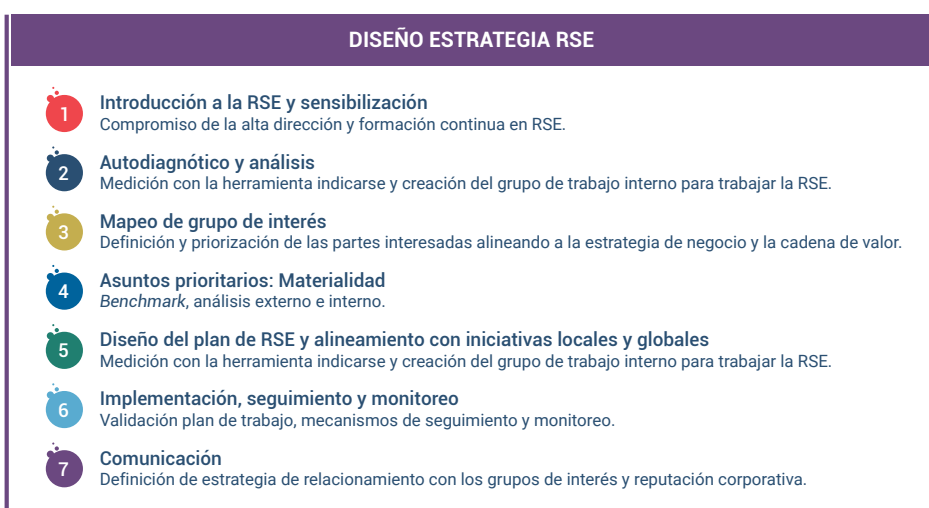 DISEÑO ESTRATEGIA RSE
1 Introducción a la RSE y sensibilización
Compromiso de la alta dirección y formación continua en RSE.
2 Autodiagnótico y análisis
Medición con la herramienta indicarse y creación del grupo de trabajo interno para trabajar la RSE.
3 Mapeo de grupo de interés
Definición y priorización de las partes interesadas alineando a la estrategia de negocio y la cadena de valor.
4 Asuntos prioritarios: Materialidad
Benchmark, análisis externo e interno.
5 Diseño del plan de RSE y alineamiento con iniciativas locales y globales
Medición con la herramienta indicarse y creación del grupo de trabajo interno para trabajar la RSE.
6 Implementación, seguimiento y monitoreo
Validación plan de trabajo, mecanismos de seguimiento y monitoreo.
7 Comunicación
Definición de estrategia de relacionamiento con los grupos de interés y reputación corporativa.